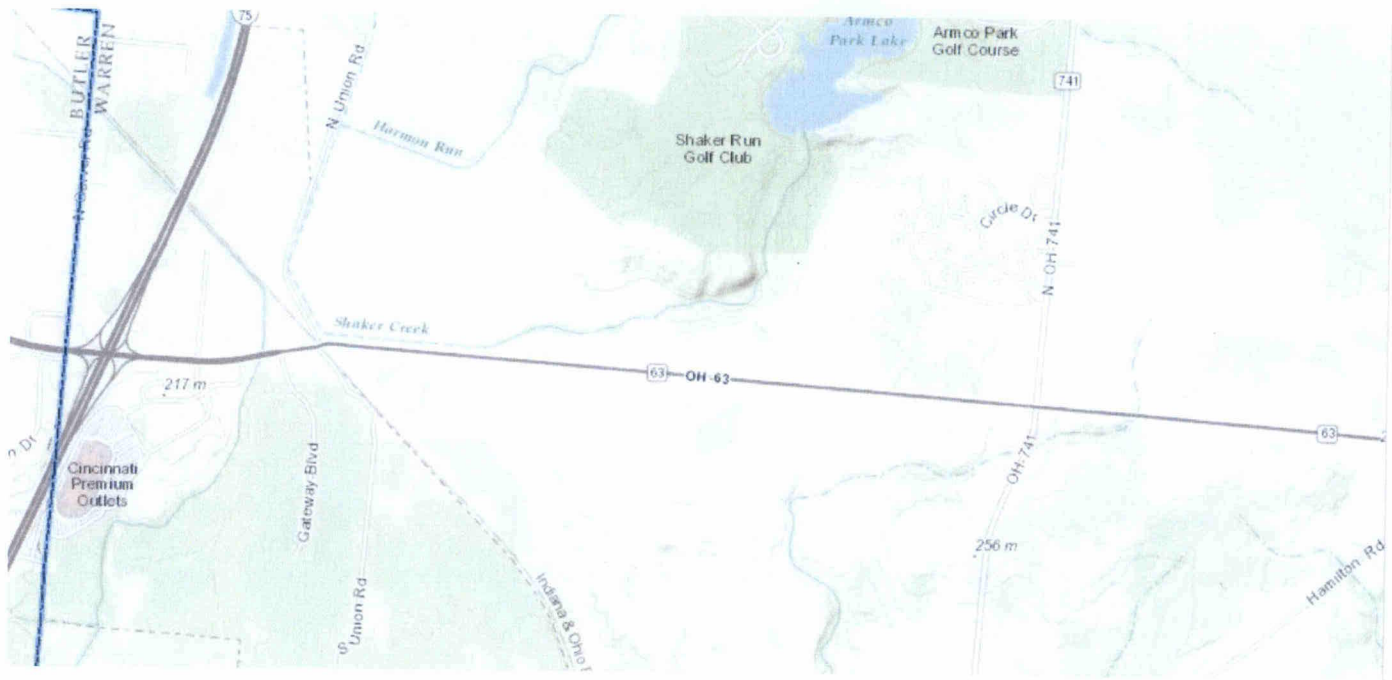 75
BUTLER
WARREN
N Union Rd
Harmon Run
Armco
Park Lake
Armco Park
Golf Course
741
Shaker Run
Golf Club
Circle Dr
N OH-741
Shaker Creek
217 m
63
OH-63
63
Cincinnati
Premium
Outlets
Gateway Blvd
OH-741
256 m
Hamilton Rd
S Union Rd
Indiana & Ohio